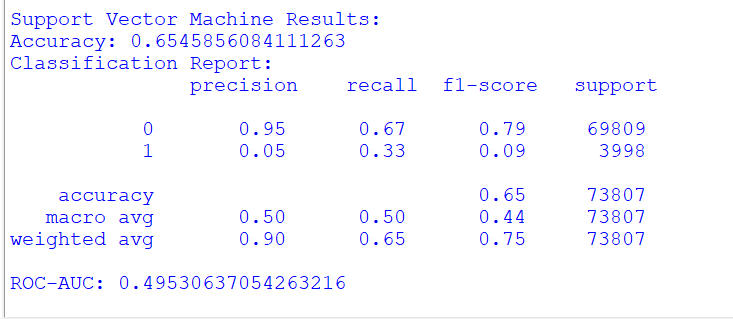 Support Vector Machine Results:
Accuracy: 0.6545856084111263
Classification Report:
precision recall f1-score support
0 0.95 0.67 0.79 69809
1 0.05 0.33 0.09 3998
accuracy 0.65 73807
macro avg 0.50 0.50 0.44 73807
weighted avg 0.90 0.65 0.75 73807
ROC-AUC: 0.49530637054263216